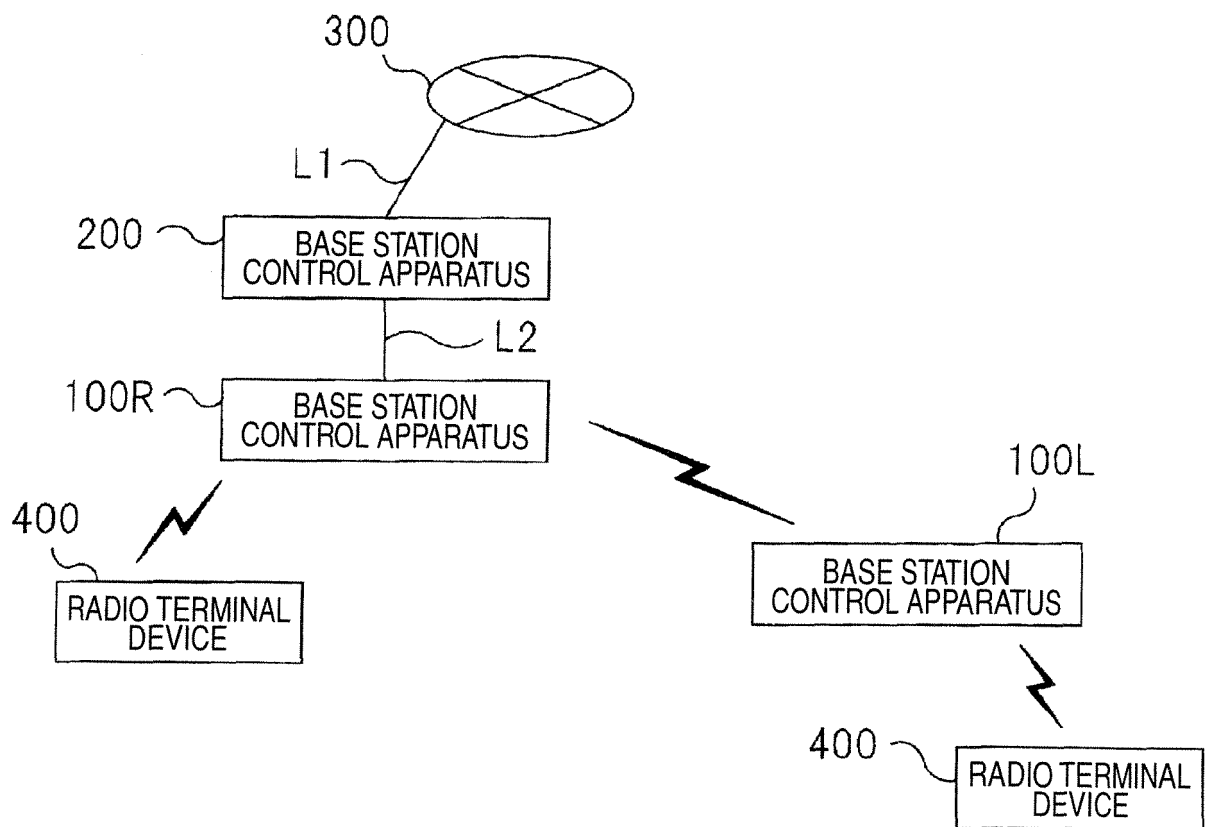 300
L1
200
BASE STATION
CONTROL APPARATUS
L2
100R
BASE STATION
CONTROL APPARATUS
100L
400
BASE STATION
CONTROL APPARATUS
RADIO TERMINAL
DEVICE
400
RADIO TERMINAL
DEVICE